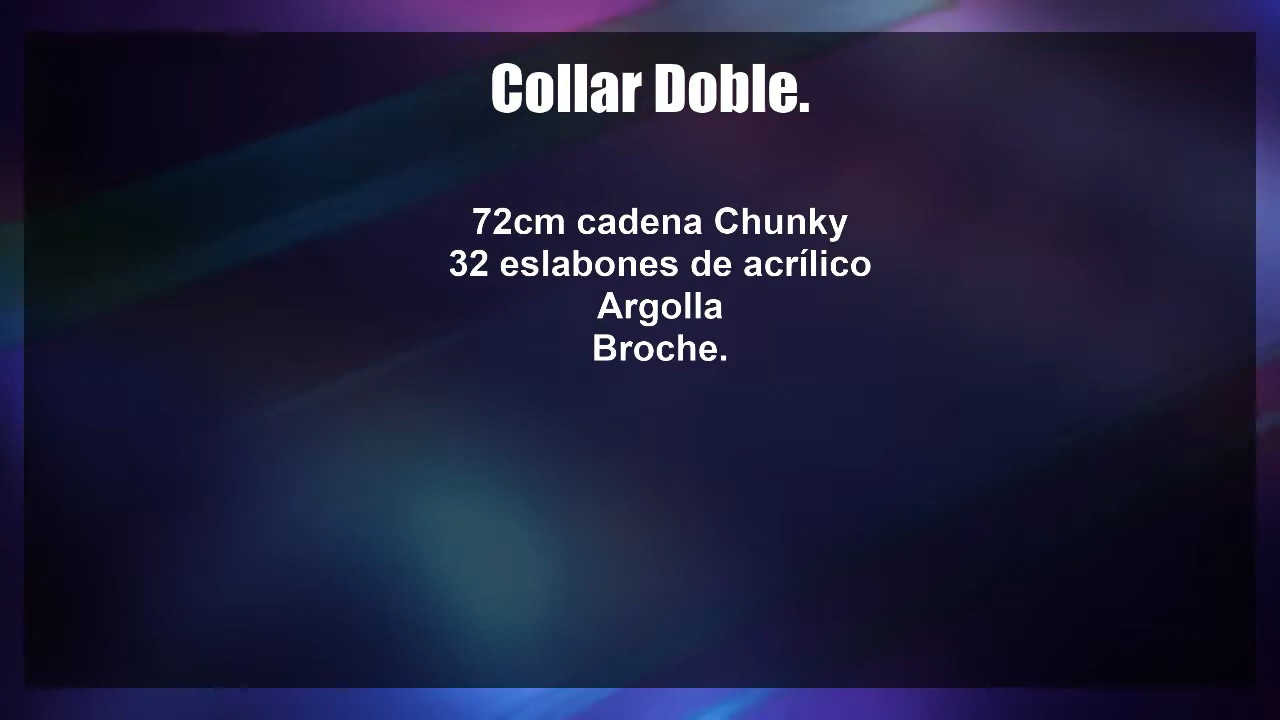 Collar Doble.
72cm cadena Chunky
32 eslabones de acrílico
Argolla
Broche.